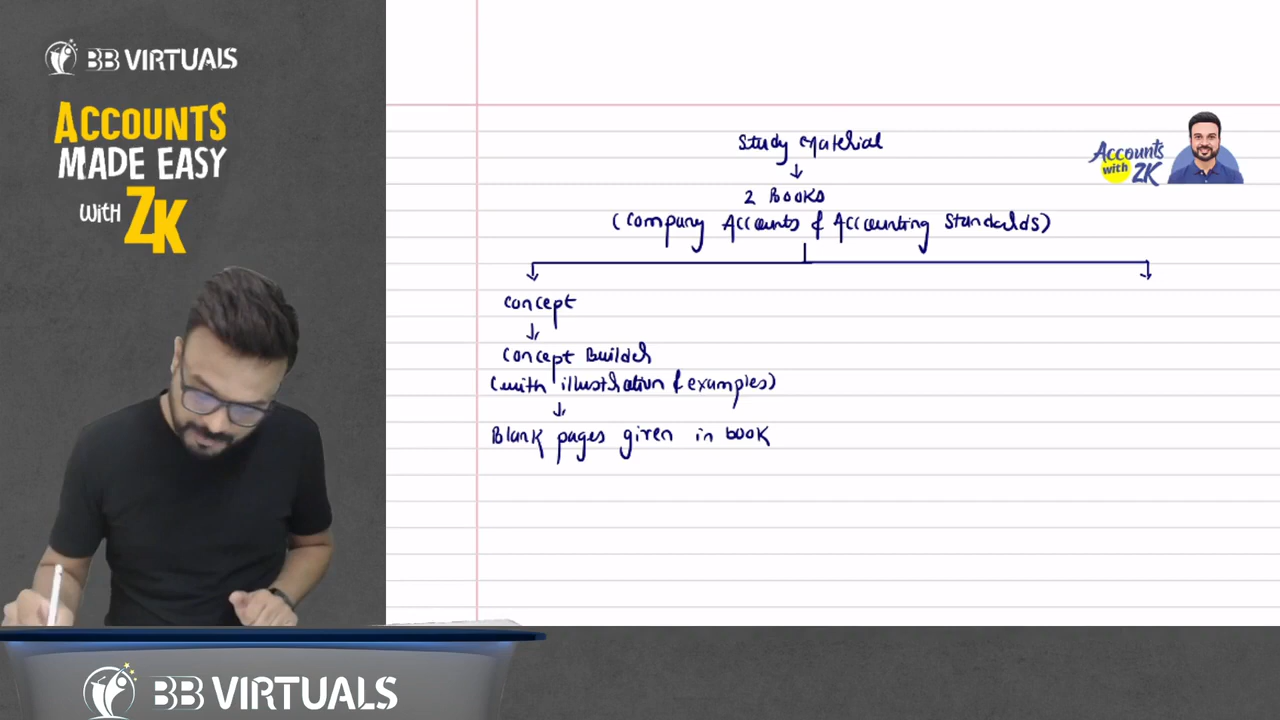 BB VIRTUALS
ACCOUNTS
MADE EASY
WITH ZK
Study Material
2 Books
(Company Accounts & Accounting Standards)
Accounts
with ZK
Concept
Concept Builder
(with illustration & examples)
Blank pages given in book
BB VIRTUALS